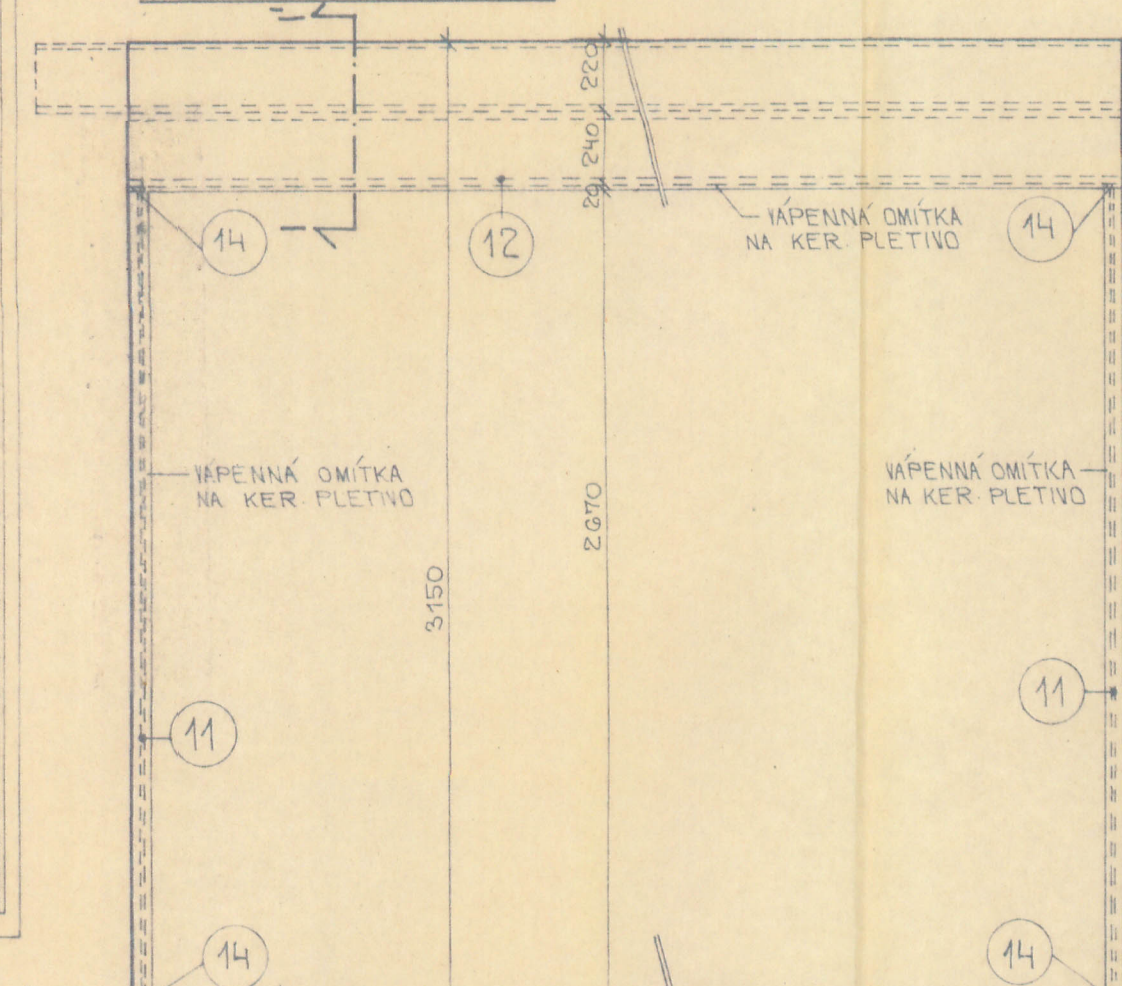 220
240
20
VÁPENNÁ OMÍTKA
NA KER. PLETIVO
14
12
14
VÁPENNÁ OMÍTKA
NA KER. PLETIVO
VÁPENNÁ OMÍTKA
NA KER. PLETIVO
2670
3150
11
11
14
14